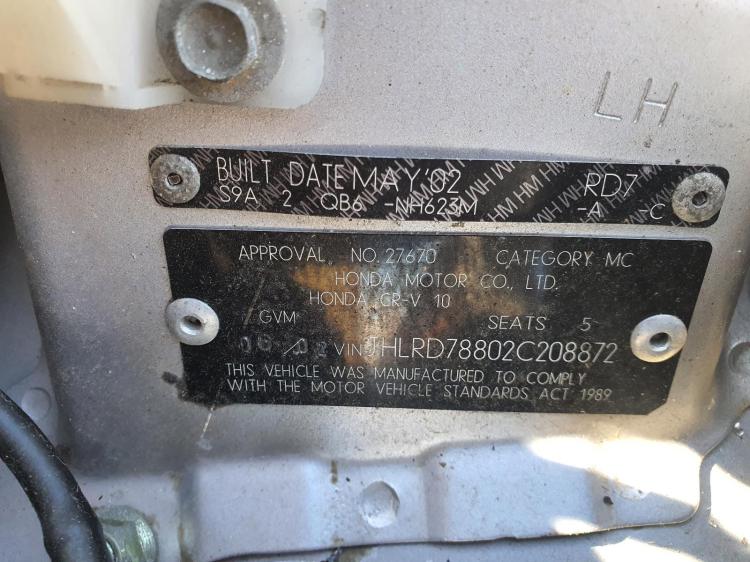 LH
BUILT DATE MAY'02 RD7
S9A 2 QB6 -NH623M -A -C
APPROVAL NO. 27670 CATEGORY MC
HONDA MOTOR CO., LTD.
HONDA CR-V 10
GVM SEATS 5
06/02 VIN JHLRD78802C208872
THIS VEHICLE WAS MANUFACTURED TO COMPLY
WITH THE MOTOR VEHICLE STANDARDS ACT 1989.